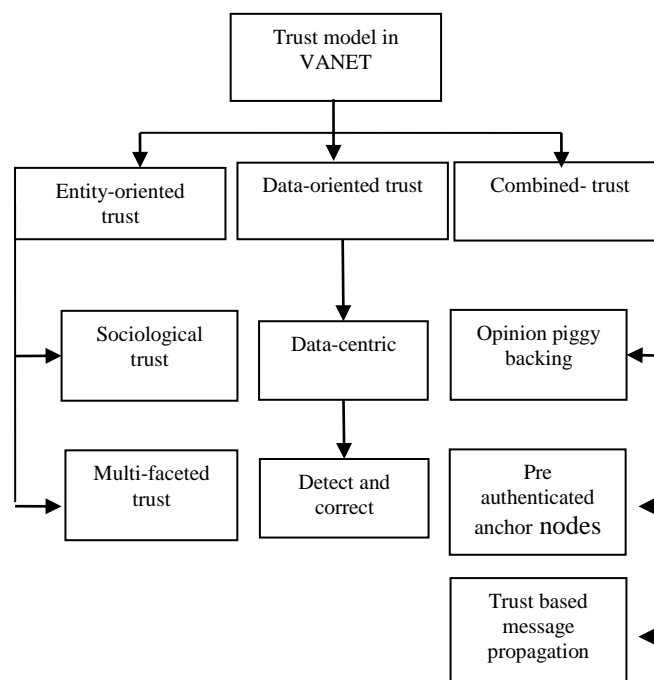 Trust model in
VANET
Entity-oriented
trust
Data-oriented trust
Combined- trust
Sociological
trust
Data-centric
Opinion piggy
backing
Multi-faceted
trust
Detect and
correct
Pre
authenticated
anchor nodes
Trust based
message
propagation